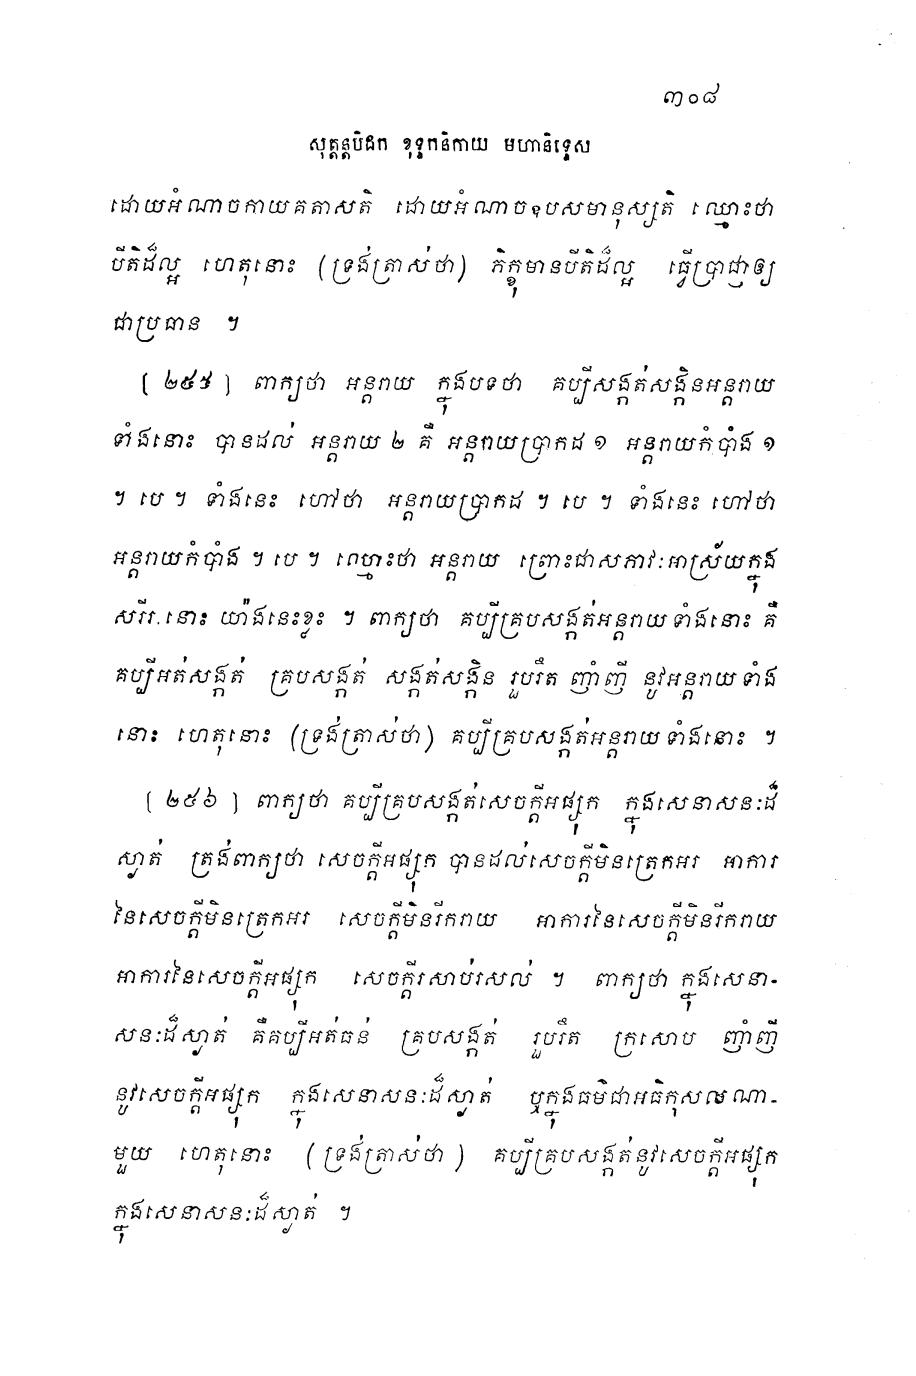 ៣០៨
សុត្តន្តបិដក ខុទ្ទកនិកាយ មហានិទ្ទេស
ដោយអំណាចកាយគតាសតិ ដោយអំណាចឧបសមានុស្សតិ ឈ្មោះថា
បីតិដ៏ល្អ ហេតុនោះ (ទ្រង់ត្រាស់ថា) ភិក្ខុមានបីតិដ៏ល្អ ធ្វើប្រាជ្ញាឲ្យ
ជាប្រធាន ។
[ ២៥៥ ] ពាក្យថា អន្តរាយ ក្នុងបទថា គប្បីសង្កត់សង្កិនអន្តរាយ
ទាំងនោះ បានដល់ អន្តរាយ ២ គឺ អន្តរាយប្រាកដ ១ អន្តរាយកំបាំង ១
។ បេ ។ ទាំងនេះ ហៅថា អន្តរាយប្រាកដ ។ បេ ។ ទាំងនេះ ហៅថា
អន្តរាយកំបាំង ។ បេ ។ ឈ្មោះថា អន្តរាយ ព្រោះជាសភាវៈអាស្រ័យក្នុង
សរីរៈនោះ យ៉ាងនេះខ្លះ ។ ពាក្យថា គប្បីគ្របសង្កត់អន្តរាយទាំងនោះ គឺ
គប្បីអត់សង្កត់ គ្របសង្កត់ សង្កត់សង្កិន រួបរឹត ញាំញី នូវអន្តរាយទាំង
នោះ ហេតុនោះ (ទ្រង់ត្រាស់ថា) គប្បីគ្របសង្កត់អន្តរាយទាំងនោះ ។
[ ២៥៦ ] ពាក្យថា គប្បីគ្របសង្កត់សេចក្តីអផ្សុក ក្នុងសេនាសនៈដ៏
ស្ងាត់ ត្រង់ពាក្យថា សេចក្តីអផ្សុក បានដល់សេចក្តីមិនត្រេកអរ អាការ
នៃសេចក្តីមិនត្រេកអរ សេចក្តីមិនរីករាយ អាការនៃសេចក្តីមិនរីករាយ
អាការនៃសេចក្តីអផ្សុក សេចក្តីរសាប់រសល់ ។ ពាក្យថា ក្នុងសេនា-
សនៈដ៏ស្ងាត់ គឺគប្បីអត់ធន់ គ្របសង្កត់ រួបរឹត ក្រសោប ញាំញី
នូវសេចក្តីអផ្សុក ក្នុងសេនាសនៈដ៏ស្ងាត់ ឬក្នុងធម៌ជាអធិកុសលណា-
មួយ ហេតុនោះ (ទ្រង់ត្រាស់ថា) គប្បីគ្របសង្កត់នូវសេចក្តីអផ្សុក
ក្នុងសេនាសនៈដ៏ស្ងាត់ ។